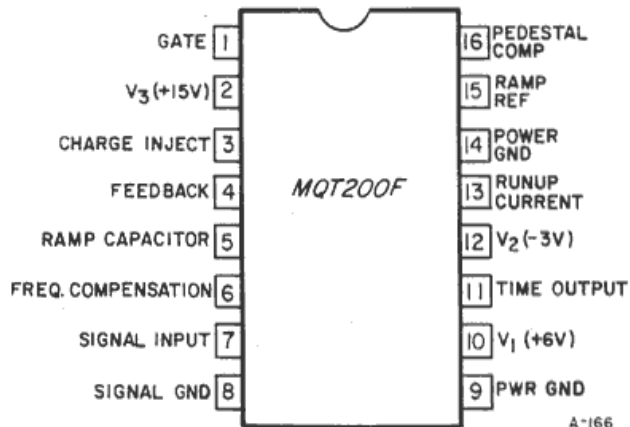 GATE 1
V3 (+15V) 2
CHARGE INJECT 3
FEEDBACK 4
RAMP CAPACITOR 5
FREQ. COMPENSATION 6
SIGNAL INPUT 7
SIGNAL GND 8
MQT200F
16 PEDESTAL
COMP
15 RAMP
REF
14 POWER
GND
13 RUNUP
CURRENT
12 V2 (-3V)
11 TIME OUTPUT
10 V1 (+6V)
9 PWR GND
A-166